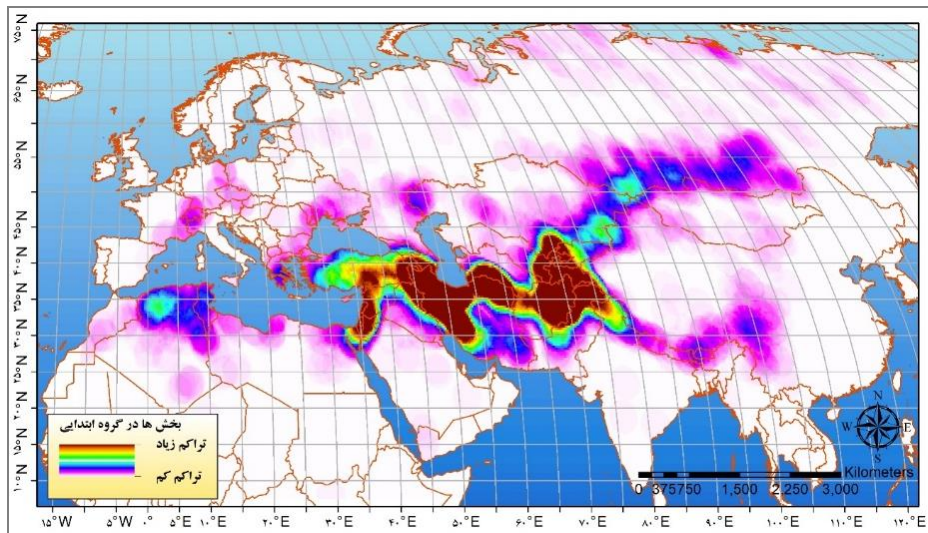 ۷۵°N
۶۵°N
۵۵°N
۴۵°N
۴۰°N
۳۵°N
۳۰°N
۲۵°N
۲۰°N
۱۵°N
۱۰°N
بخش ها در گروه ابتدایی
تراکم زیاد
تراکم کم
N
W E
S
Kilometers
0 375750 1,500 2,250 3,000
۱۵°W ۵°W ۰° ۵°E ۱۰°E ۲۰°E ۳۰°E ۴۰°E ۵۰°E ۶۰°E ۷۰°E ۸۰°E ۹۰°E ۱۰۰°E ۱۱۰°E ۱۲۰°E